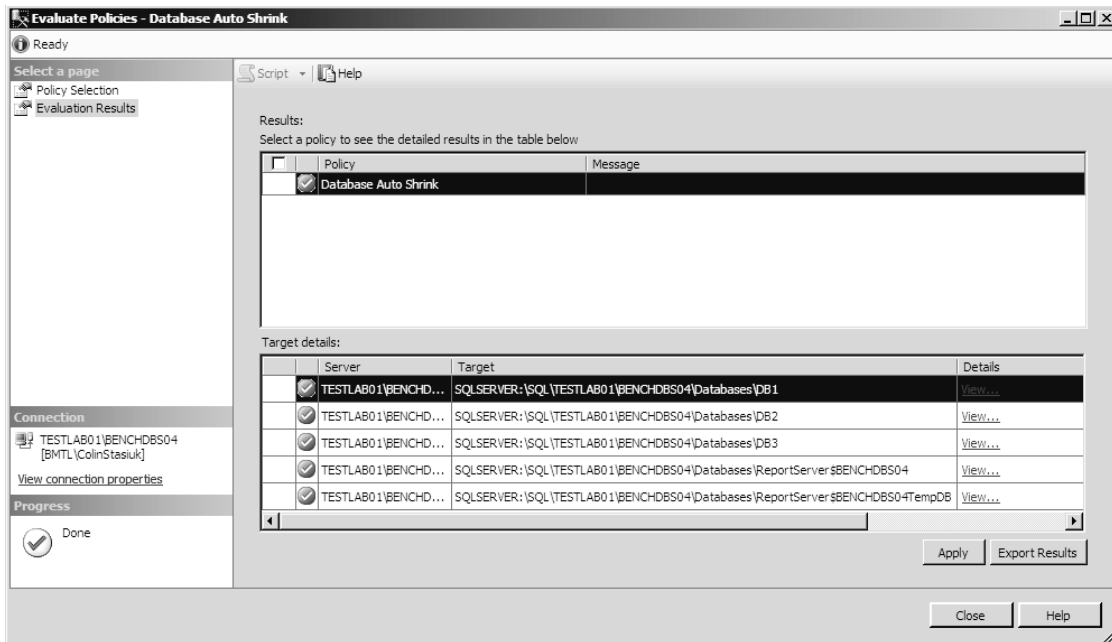 Evaluate Policies - Database Auto Shrink
Ready
Select a page
Policy Selection
Evaluation Results
Script
Help
Results:
Select a policy to see the detailed results in the table below
Policy Message
Database Auto Shrink
Target details:
Server Target Details
TESTLAB01\BENCHD... SQLSERVER:\SQL\TESTLAB01\BENCHDBS04\Databases\DB1 View...
TESTLAB01\BENCHD... SQLSERVER:\SQL\TESTLAB01\BENCHDBS04\Databases\DB2 View...
TESTLAB01\BENCHD... SQLSERVER:\SQL\TESTLAB01\BENCHDBS04\Databases\DB3 View...
TESTLAB01\BENCHD... SQLSERVER:\SQL\TESTLAB01\BENCHDBS04\Databases\ReportServer$BENCHDBS04 View...
TESTLAB01\BENCHD... SQLSERVER:\SQL\TESTLAB01\BENCHDBS04\Databases\ReportServer$BENCHDBS04TempDB View...
Connection
TESTLAB01\BENCHDBS04
[BMTL\ColinStasiuk]
View connection properties
Progress
Done
Apply
Export Results
Close
Help